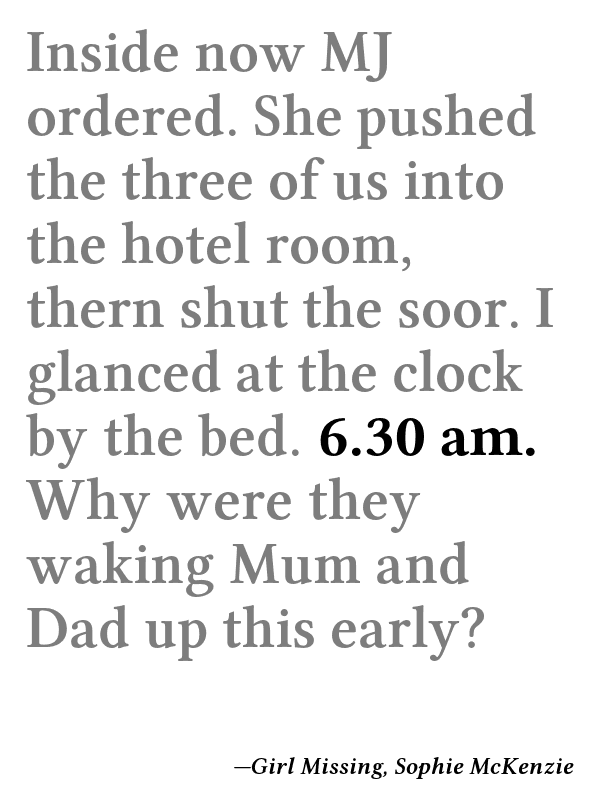 Inside now MJ
ordered. She pushed
the three of us into
the hotel room,
thern shut the soor. I
glanced at the clock
by the bed. 6.30 am.
Why were they
waking Mum and
Dad up this early?
—Girl Missing, Sophie McKenzie